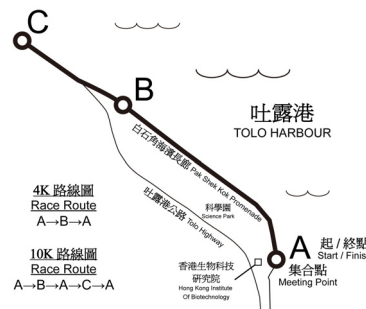 C
B
吐露港
TOLO HARBOUR
白石角海濱長廊 Pak Shek Kok Promenade
科學園
Science Park
吐露港公路 Tolo Highway
4K 路線圖
Race Route
A→B→A
10K 路線圖
Race Route
A→B→A→C→A
A
起 / 終點
Start / Finis
集合點
Meeting Point
香港生物科技
研究院
Hong Kong Institute
Of Biotechnology